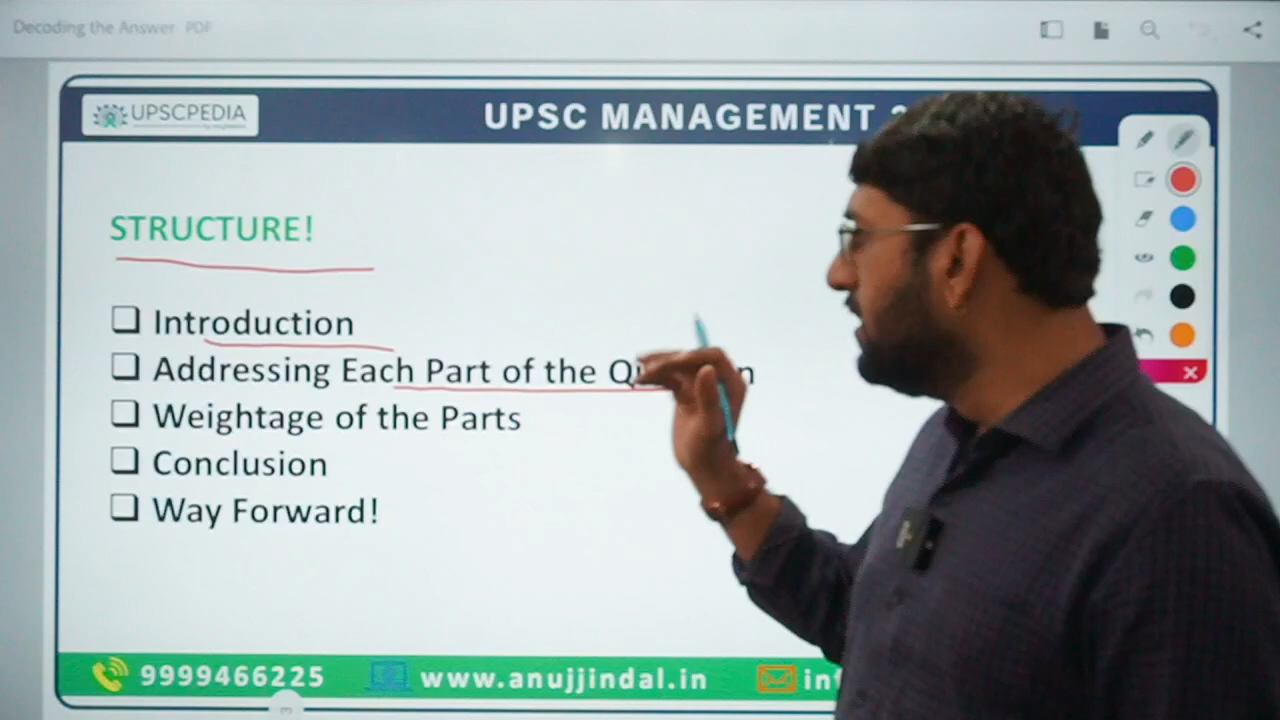 Decoding the Answer PDF
UPSCPEDIA
UPSC MANAGEMENT
STRUCTURE!
Introduction
Addressing Each Part of the
Weightage of the Parts
Conclusion
Way Forward!
9999466225
www.anujjindal.in